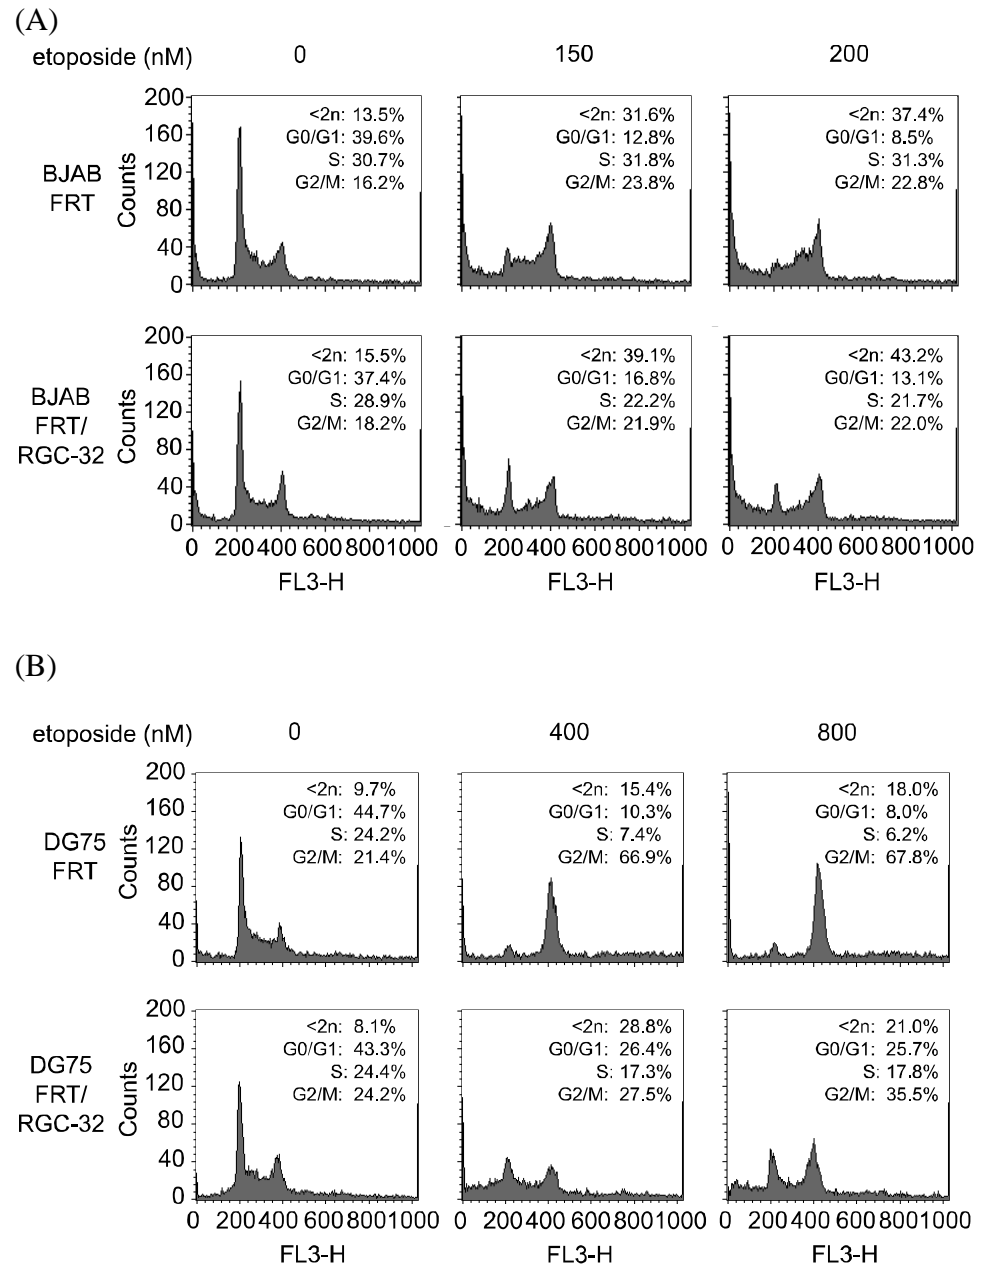 (A)
etoposide (nM) 0 150 200
BJAB
FRT
Counts
200
160
120
80
40
0
<2n: 13.5%
G0/G1: 39.6%
S: 30.7%
G2/M: 16.2%
<2n: 31.6%
G0/G1: 12.8%
S: 31.8%
G2/M: 23.8%
<2n: 37.4%
G0/G1: 8.5%
S: 31.3%
G2/M: 22.8%
BJAB
FRT/
RGC-32
Counts
200
160
120
80
40
0
<2n: 15.5%
G0/G1: 37.4%
S: 28.9%
G2/M: 18.2%
<2n: 39.1%
G0/G1: 16.8%
S: 22.2%
G2/M: 21.9%
<2n: 43.2%
G0/G1: 13.1%
S: 21.7%
G2/M: 22.0%
0 200 400 600 800 1000 0 200 400 600 800 1000 0 200 400 600 800 1000
FL3-H FL3-H FL3-H
(B)
etoposide (nM) 0 400 800
DG75
FRT
Counts
200
160
120
80
40
0
<2n: 9.7%
G0/G1: 44.7%
S: 24.2%
G2/M: 21.4%
<2n: 15.4%
G0/G1: 10.3%
S: 7.4%
G2/M: 66.9%
<2n: 18.0%
G0/G1: 8.0%
S: 6.2%
G2/M: 67.8%
DG75
FRT/
RGC-32
Counts
200
160
120
80
40
0
<2n: 8.1%
G0/G1: 43.3%
S: 24.4%
G2/M: 24.2%
<2n: 28.8%
G0/G1: 26.4%
S: 17.3%
G2/M: 27.5%
<2n: 21.0%
G0/G1: 25.7%
S: 17.8%
G2/M: 35.5%
0 200 400 600 800 1000 0 200 400 600 800 1000 0 200 400 600 800 1000
FL3-H FL3-H FL3-H